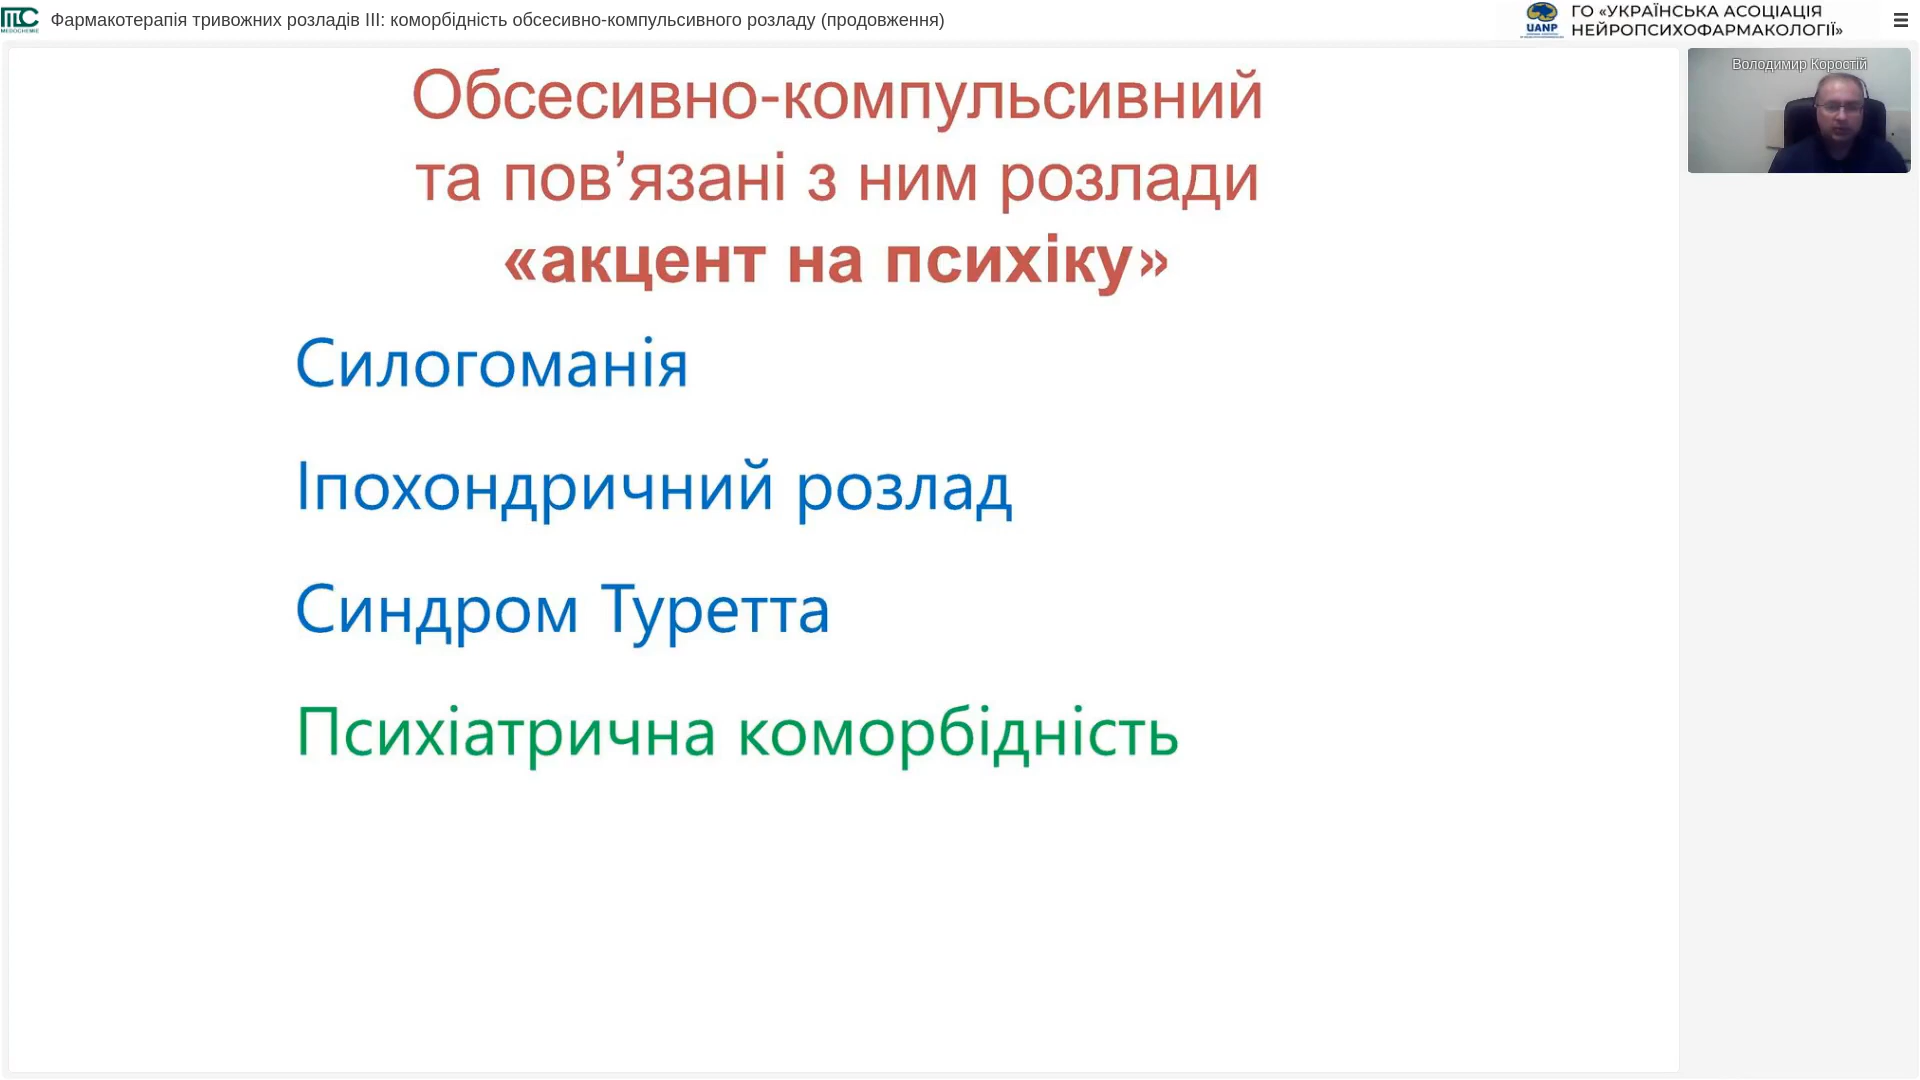 MEDOCHEMIE
Фармакотерапія тривожних розладів III: коморбідність обсесивно-компульсивного розладу (продовження)
UANP
ГО «УКРАЇНСЬКА АСОЦІАЦІЯ
НЕЙРОПСИХОФАРМАКОЛОГІЇ»
Володимир Коростій
Обсесивно-компульсивний
та пов’язані з ним розлади
«акцент на психіку»
Силогоманія
Іпохондричний розлад
Синдром Туретта
Психіатрична коморбідність